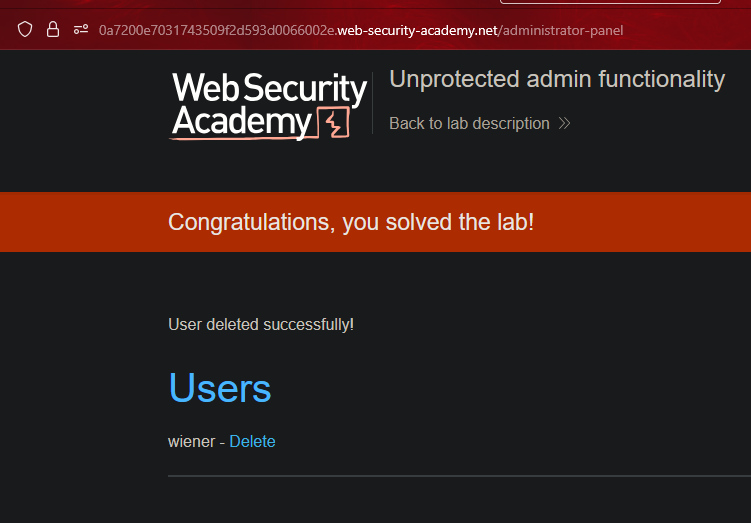 0a7200e7031743509f2d593d0066002e.web-security-academy.net/administrator-panel
Web Security
Academy
Unprotected admin functionality
Back to lab description
Congratulations, you solved the lab!
User deleted successfully!
Users
wiener - Delete